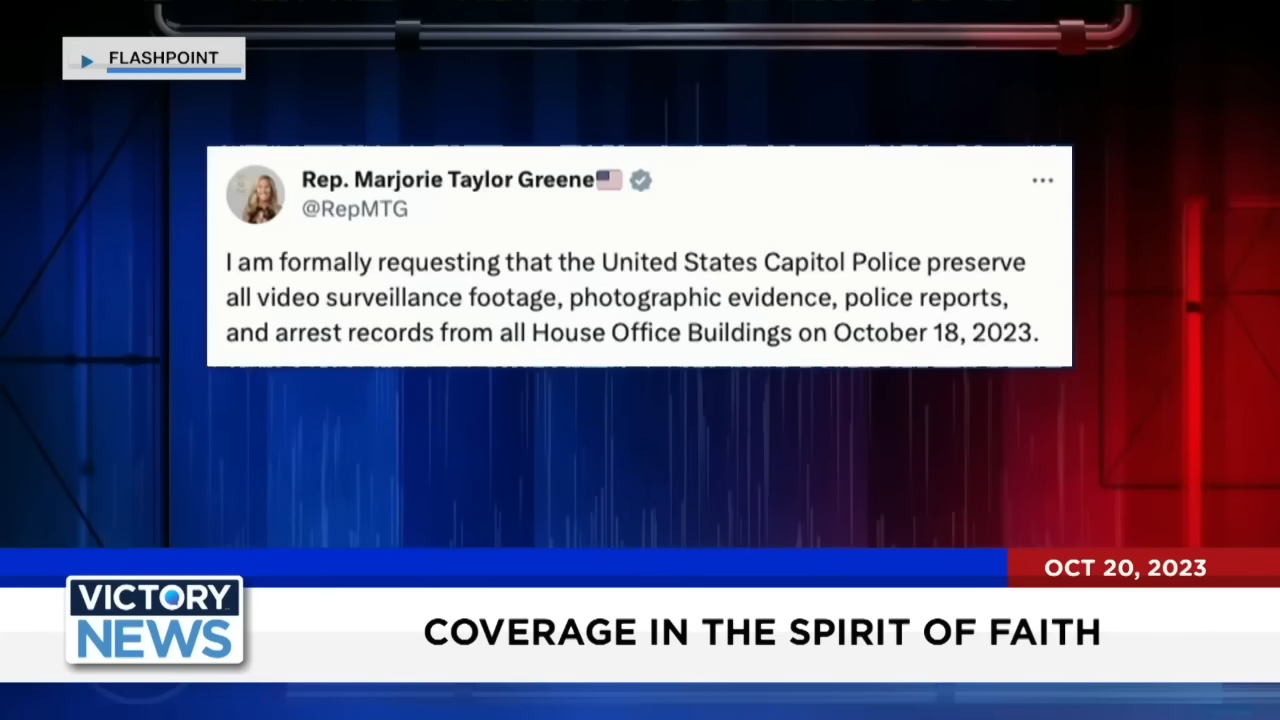 FLASHPOINT
Rep. Marjorie Taylor Greene🇺🇸
@RepMTG
I am formally requesting that the United States Capitol Police preserve
all video surveillance footage, photographic evidence, police reports,
and arrest records from all House Office Buildings on October 18, 2023.
OCT 20, 2023
VICTORY
NEWS
COVERAGE IN THE SPIRIT OF FAITH